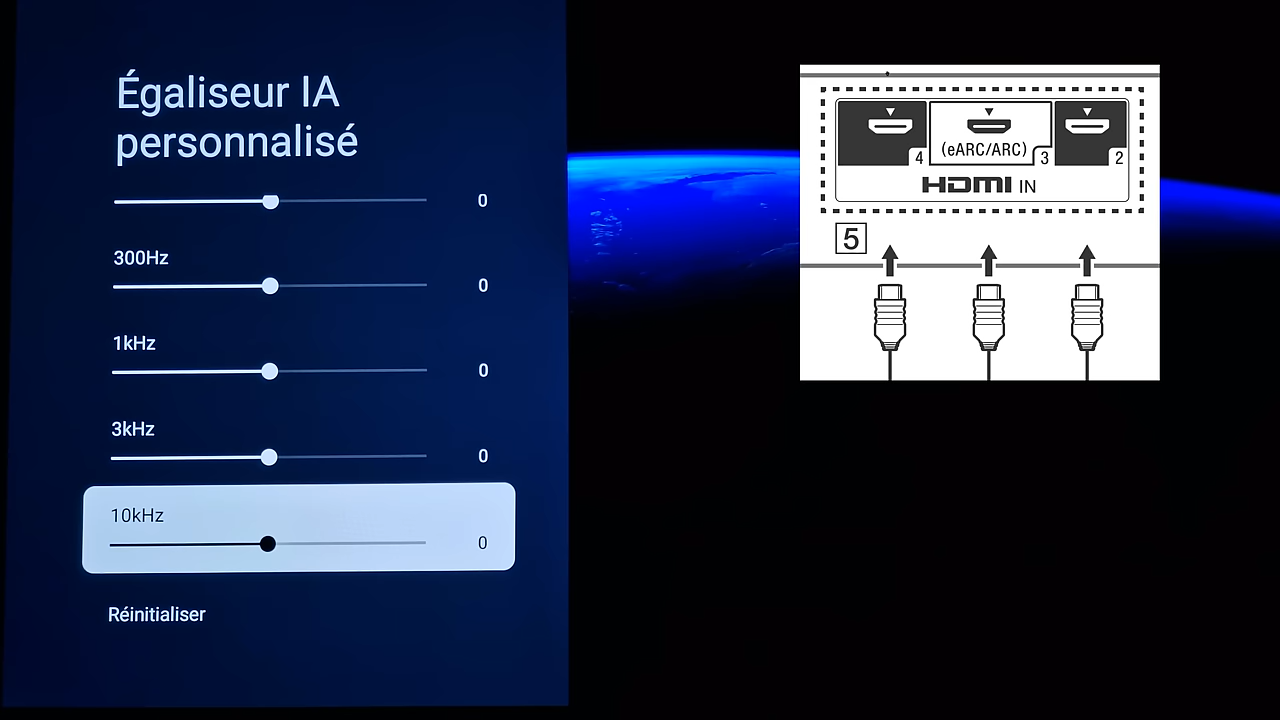 Égaliseur IA
personnalisé
0
300Hz
0
1kHz
0
3kHz
0
10kHz
0
Réinitialiser
4
(eARC/ARC) 3
2
HDMI IN
5